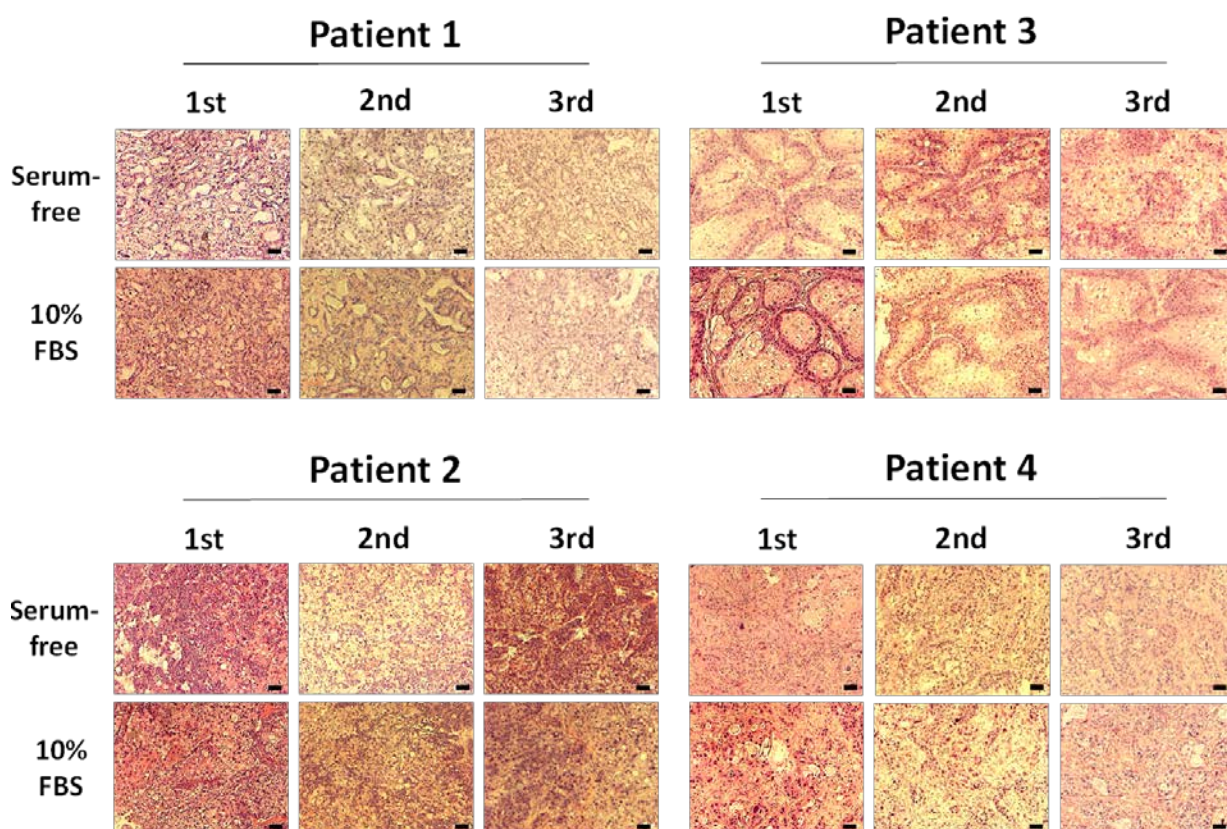 Patient 1
1st 2nd 3rd
Serum-
free
10%
FBS
Patient 3
1st 2nd 3rd
Patient 2
1st 2nd 3rd
Serum-
free
10%
FBS
Patient 4
1st 2nd 3rd